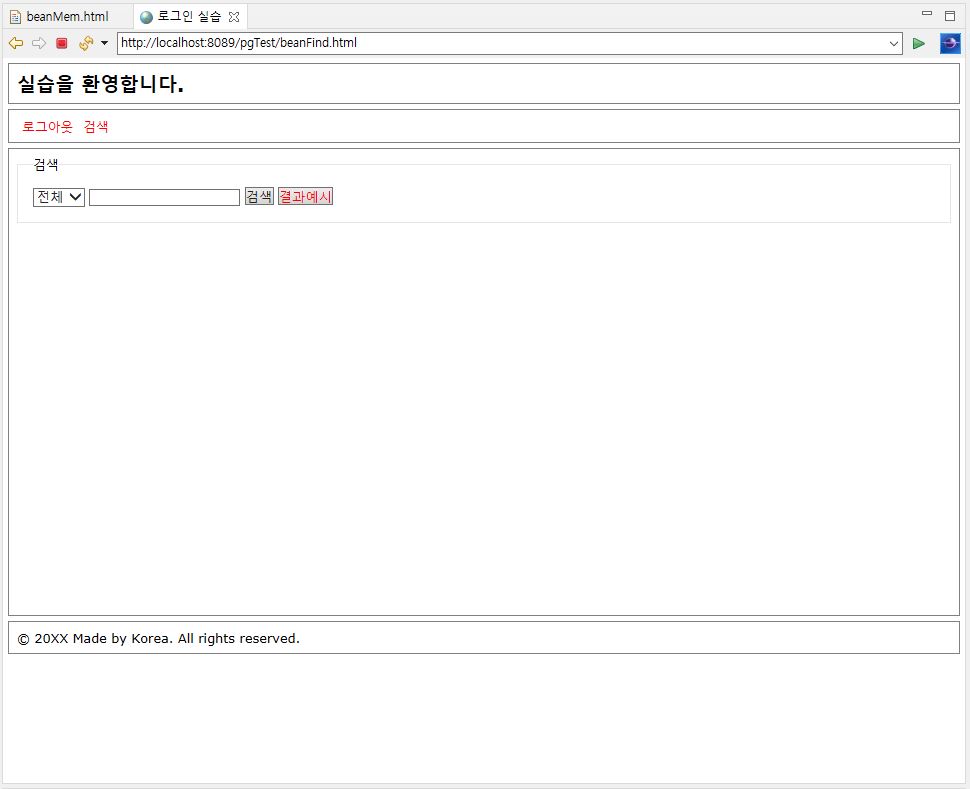 beanMem.html 로그인 실습
http://localhost:8089/pgTest/beanFind.html
실습을 환영합니다.
로그아웃 검색
검색
전체 검색 결과예시
© 20XX Made by Korea. All rights reserved.